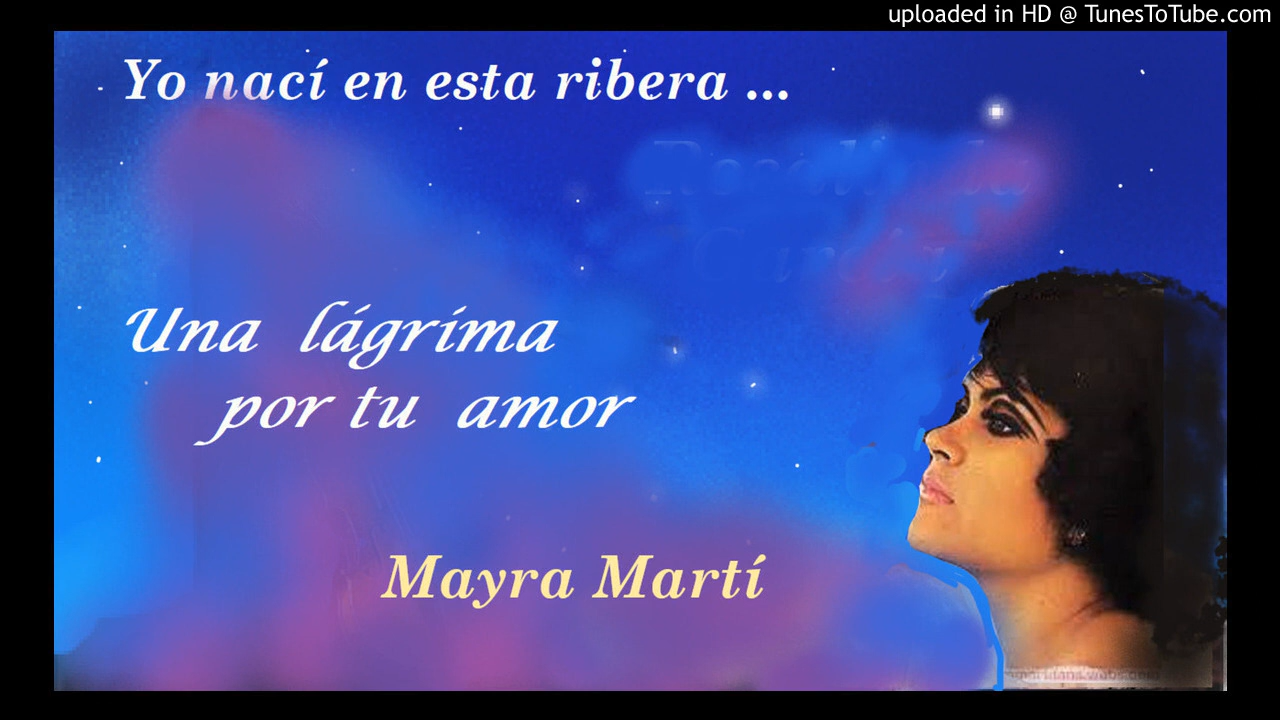 uploaded in HD @ TunesToTube.com
Yo nací en esta ribera ...
Una lágrima
por tu amor
Mayra Martí